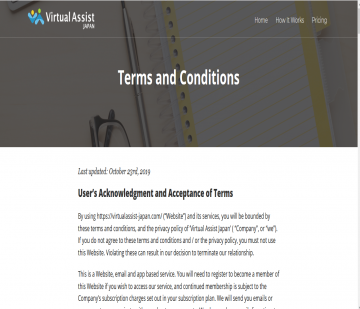 Virtual Assist
JAPAN
Home How It Works Pricing
Terms and Conditions
Last updated: October 23rd, 2019
User's Acknowledgment and Acceptance of Terms
By using https://virtualassist-japan.com/ ("Website") and its services, you will be bounded by
these terms and conditions, and the privacy policy of 'Virtual Assist Japan' ( "Company", or "we").
If you do not agree to these terms and conditions and / or the privacy policy, you must not use
this Website. Violating these can result in our decision to terminate our relationship.
This is a Website, email and app based service. You will need to register to become a member of
this Website if you wish to access our service, and continued membership is subject to the
Company's subscription charges set out in your subscription plan. We will send you emails or